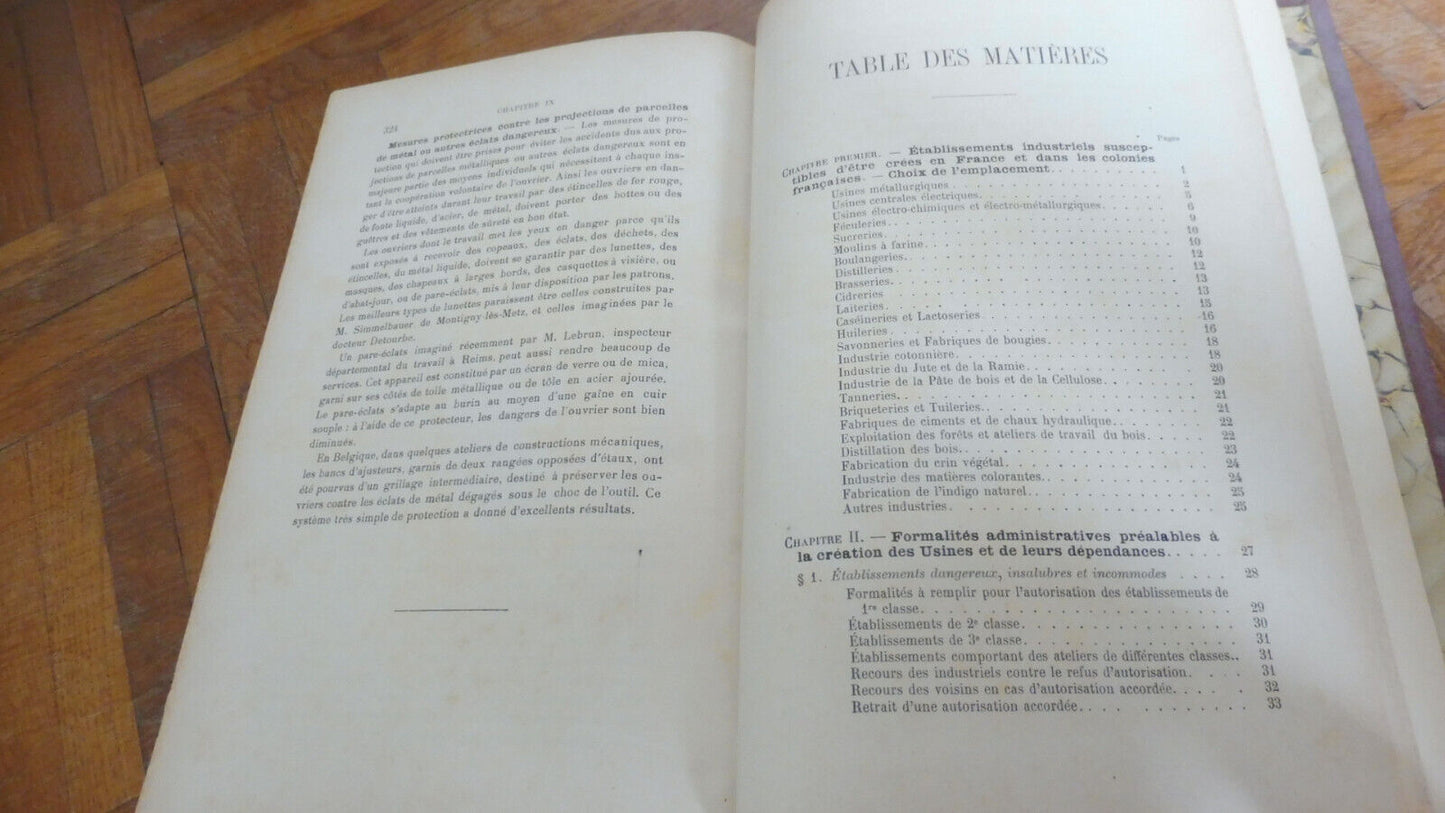 324
CHAPITRE IX
Mesures protectrices contre les projections de parcelles
de métal ou autres éclats dangereux. — Les mesures de pro-
tection qui doivent être prises pour éviter les accidents dus aux pro-
jections de parcelles métalliques ou autres éclats dangereux sont en
majeure partie des moyens individuels qui nécessitent à chaque ins-
tant la coopération volontaire de l'ouvrier. Ainsi les ouvriers en dan-
ger d'être atteints durant leur travail par des étincelles de fer rouge,
de fonte liquide, d'acier, de métal, doivent porter des bottes ou des
guêtres et des vêtements de sûreté en bon état.
Les ouvriers dont le travail met les yeux en danger parce qu'ils
sont exposés à recevoir des copeaux, des éclats, des déchets, des
étincelles, du métal liquide, doivent se garantir par des lunettes, des
masques, des chapeaux à larges bords, des casquettes à visière, ou
d'abat-jour, ou de pare-éclats, mis à leur disposition par les patrons.
Les meilleurs types de lunettes paraissent être celles construites par
M. Simmelbauer de Montigny-lès-Metz, et celles imaginées par le
docteur Detourbe.
Un pare-éclats imaginé récemment par M. Lebrun, inspecteur
départemental du travail à Reims, peut aussi rendre beaucoup de
services. Cet appareil est constitué par un écran de verre ou de mica,
garni sur ses côtés de toile métallique ou de tôle en acier ajourée.
Le pare-éclats s'adapte au burin au moyen d'une gaîne en cuir
souple : à l'aide de ce protecteur, les dangers de l'ouvrier sont bien
diminués.
En Belgique, dans quelques ateliers de constructions mécaniques,
les bancs d'ajusteurs, garnis de deux rangées opposées d'étaux, ont
été pourvus d'un grillage intermédiaire, destiné à préserver les ou-
vriers contre les éclats de métal dégagés sous le choc de l'outil. Ce
système très simple de protection a donné d'excellents résultats.
TABLE DES MATIÈRES
Pages
CHAPITRE PREMIER. — Établissements industriels suscep-
tibles d'être créés en France et dans les colonies
françaises. — Choix de l'emplacement. . . . . . . . 1
Usines métallurgiques . . . . . . . . 2
Usines centrales électriques. . . . . . . . 5
Usines électro-chimiques et électro-métallurgiques . . . . 6
Féculeries . . . . . . . . 9
Sucreries . . . . . . . . 10
Moulins à farine . . . . . . . . 10
Boulangeries . . . . . . . . 12
Distilleries . . . . . . . . 12
Brasseries . . . . . . . . 13
Cidreries . . . . . . . . 13
Laiteries . . . . . . . . 15
Caséineries et Lactoseries . . . . . . . . 16
Huileries . . . . . . . . 16
Savonneries et Fabriques de bougies . . . . . . . . 18
Industrie cotonnière . . . . . . . . 18
Industrie du Jute et de la Ramie . . . . . . . . 20
Industrie de la Pâte de bois et de la Cellulose . . . . . . 20
Tanneries . . . . . . . . 21
Briqueteries et Tuileries . . . . . . . . 21
Fabriques de ciments et de chaux hydraulique . . . . . . 22
Exploitation des forêts et ateliers de travail du bois . . . . 22
Distillation des bois . . . . . . . . 23
Fabrication du crin végétal . . . . . . . . 24
Industrie des matières colorantes . . . . . . . . 24
Fabrication de l'indigo naturel . . . . . . . . 25
Autres industries . . . . . . . . 25
CHAPITRE II. — Formalités administratives préalables à
la création des Usines et de leurs dépendances . . . . . 27
§ 1. Établissements dangereux, insalubres et incommodes . . . . 28
Formalités à remplir pour l'autorisation des établissements de
1re classe . . . . . . . . 29
Établissements de 2e classe . . . . . . . . 30
Établissements de 3e classe . . . . . . . . 31
Établissements comportant des ateliers de différentes classes . . 31
Recours des industriels contre le refus d'autorisation . . . . 31
Recours des voisins en cas d'autorisation accordée . . . . . 32
Retrait d'une autorisation accordée . . . . . . . . 33